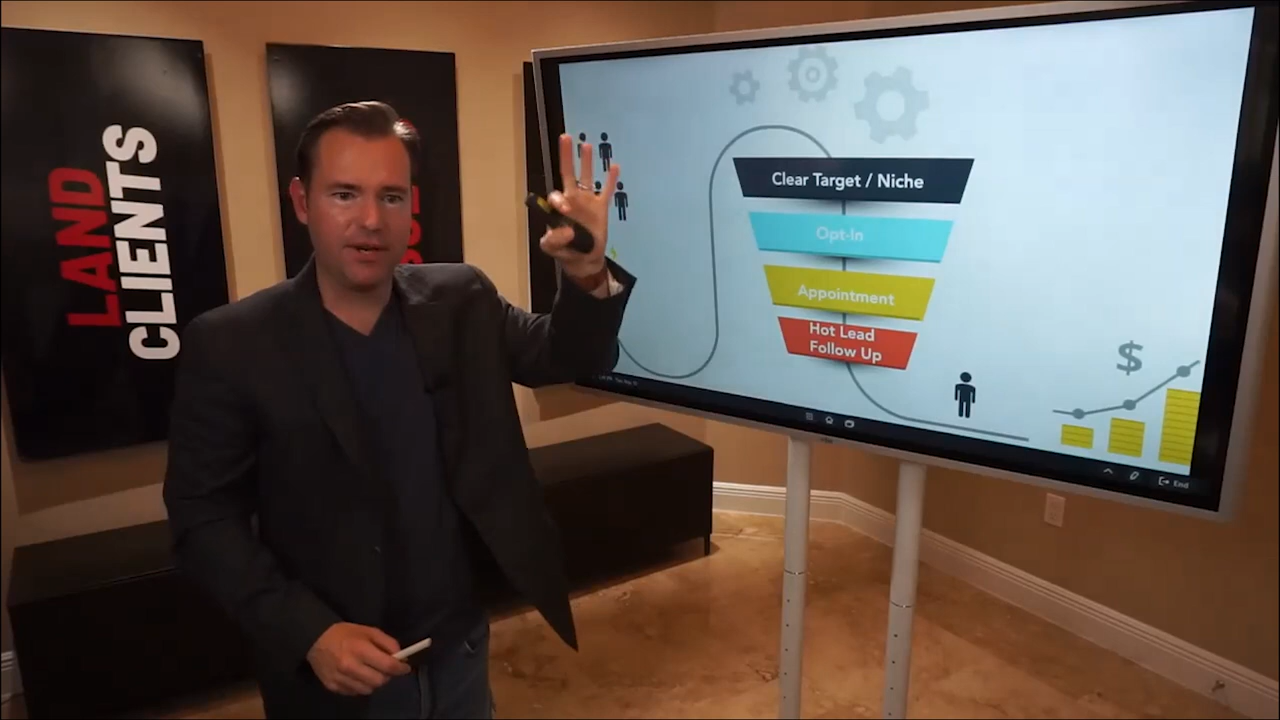 LAND
CLIENTS
Clear Target / Niche
Opt-In
Appointment
Hot Lead
Follow Up
$
End